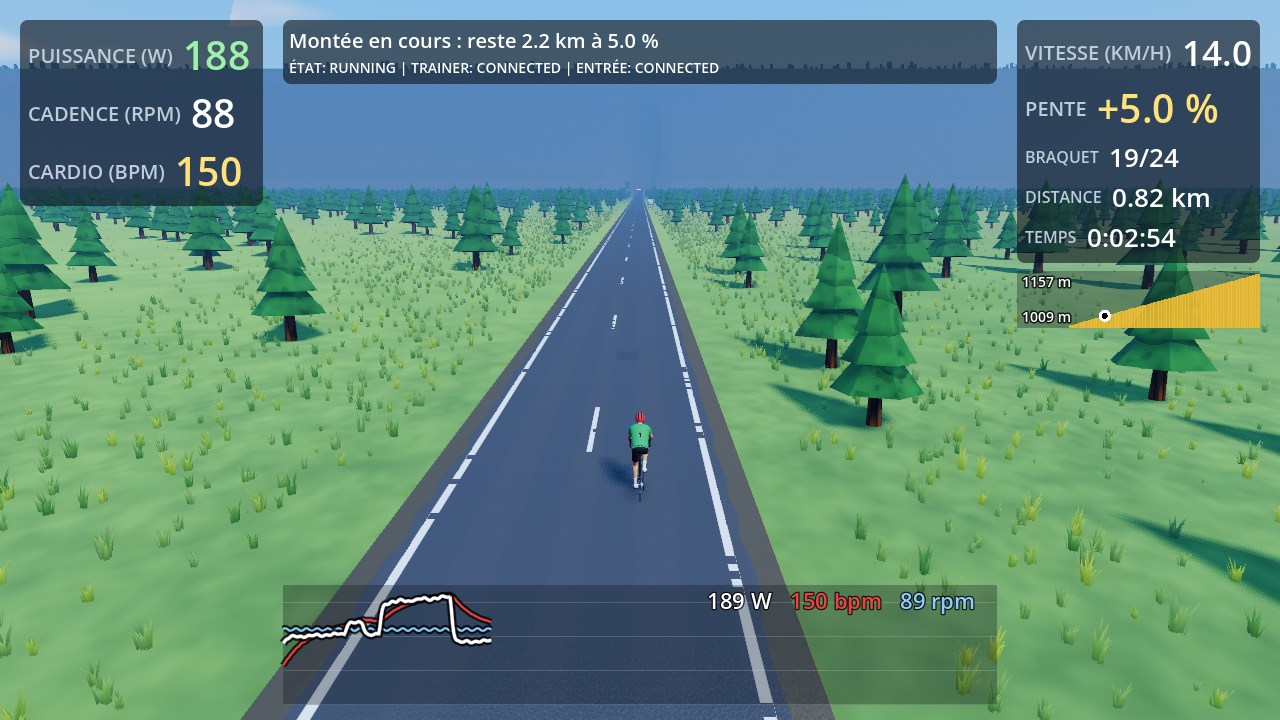 PUISSANCE (W) 188
CADENCE (RPM) 88
CARDIO (BPM) 150
Montée en cours : reste 2.2 km à 5.0 %
ÉTAT: RUNNING | TRAINER: CONNECTED | ENTRÉE: CONNECTED
VITESSE (KM/H) 14.0
PENTE +5.0 %
BRAQUET 19/24
DISTANCE 0.82 km
TEMPS 0:02:54
1157 m
1009 m
189 W 150 bpm 89 rpm